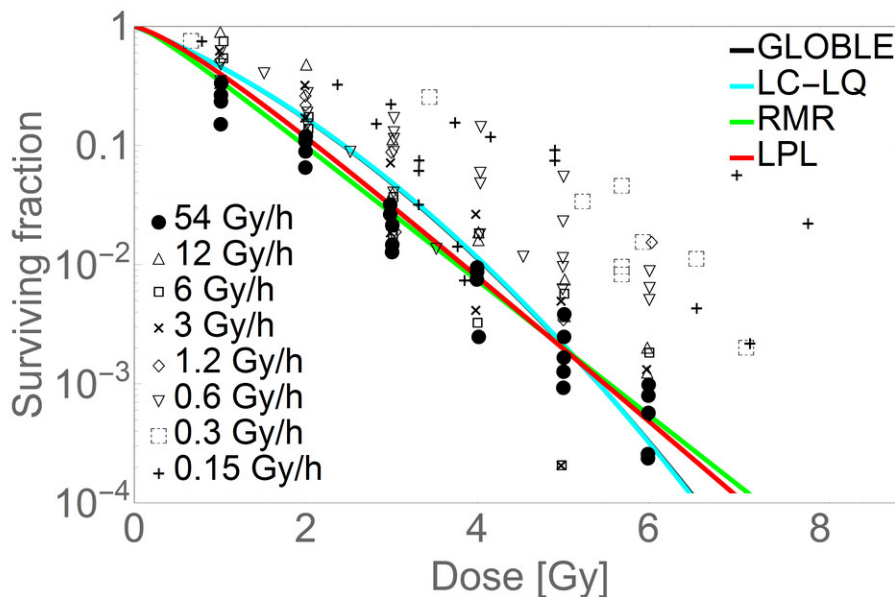 1
0.1
10⁻²
10⁻³
10⁻⁴
Surviving fraction
GLOBLE
LC-LQ
RMR
LPL
54 Gy/h
12 Gy/h
6 Gy/h
3 Gy/h
1.2 Gy/h
0.6 Gy/h
0.3 Gy/h
0.15 Gy/h
0 2 4 6 8
Dose [Gy]